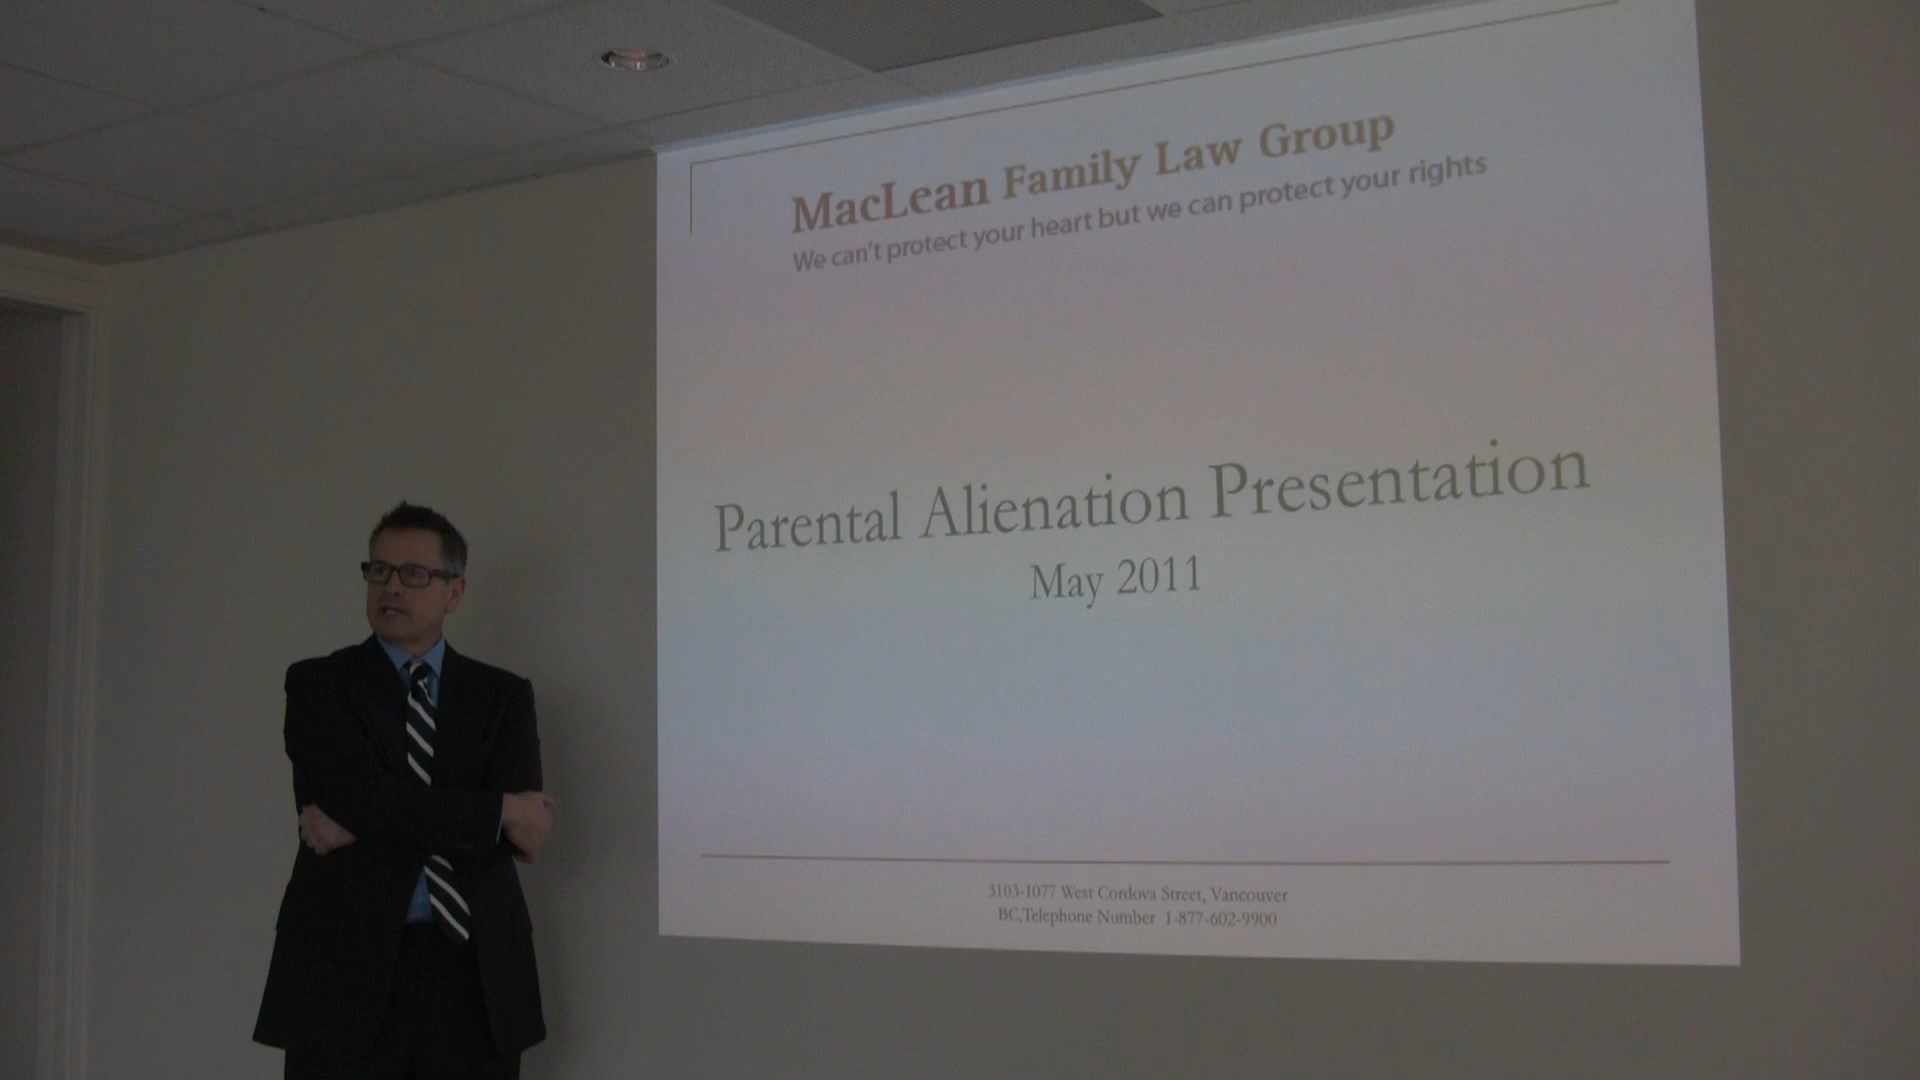 MacLean Family Law Group
We can't protect your heart but we can protect your rights
Parental Alienation Presentation
May 2011
3103-1077 West Cordova Street, Vancouver
BC,Telephone Number 1-877-602-9900